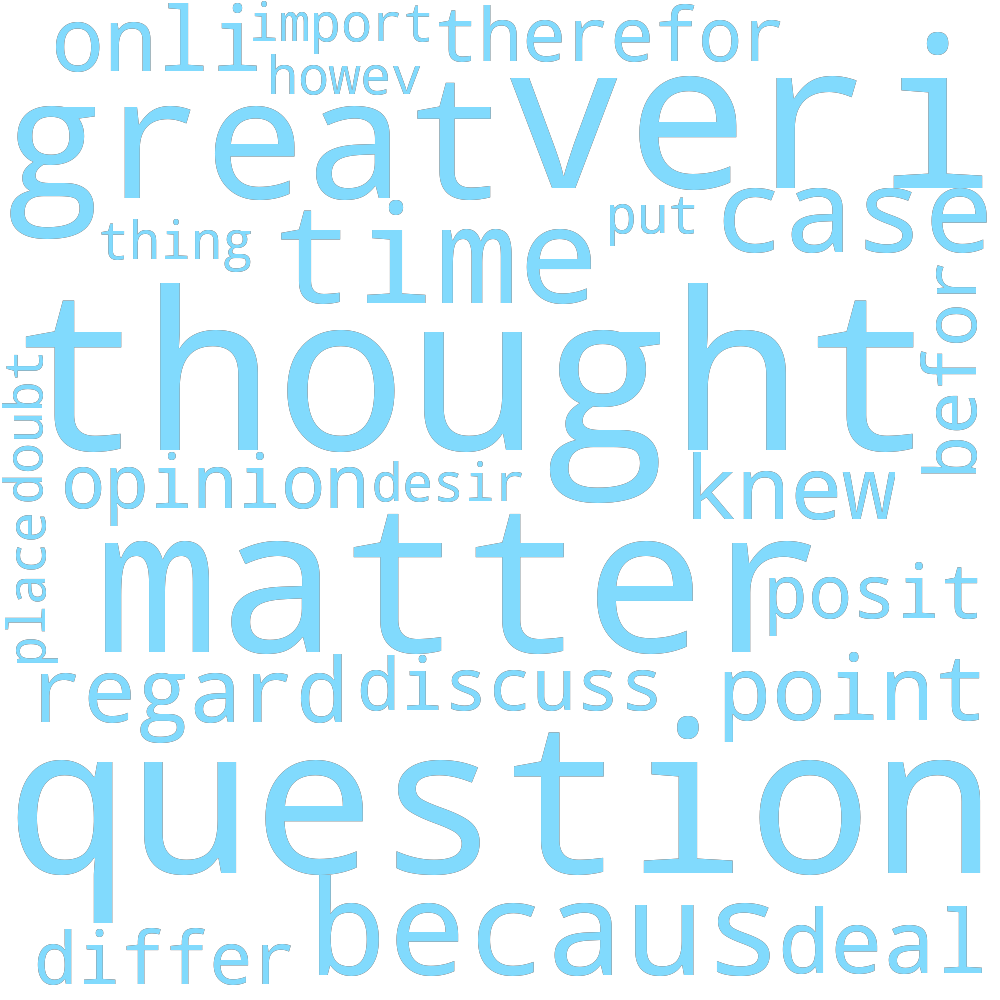 onli
import
therefor
howev
great
veri
thing
time
put
case
thought
before
doubt
opinion
desir
knew
place
matter
posit
regard
discuss
point
question
becaus
differ
deal